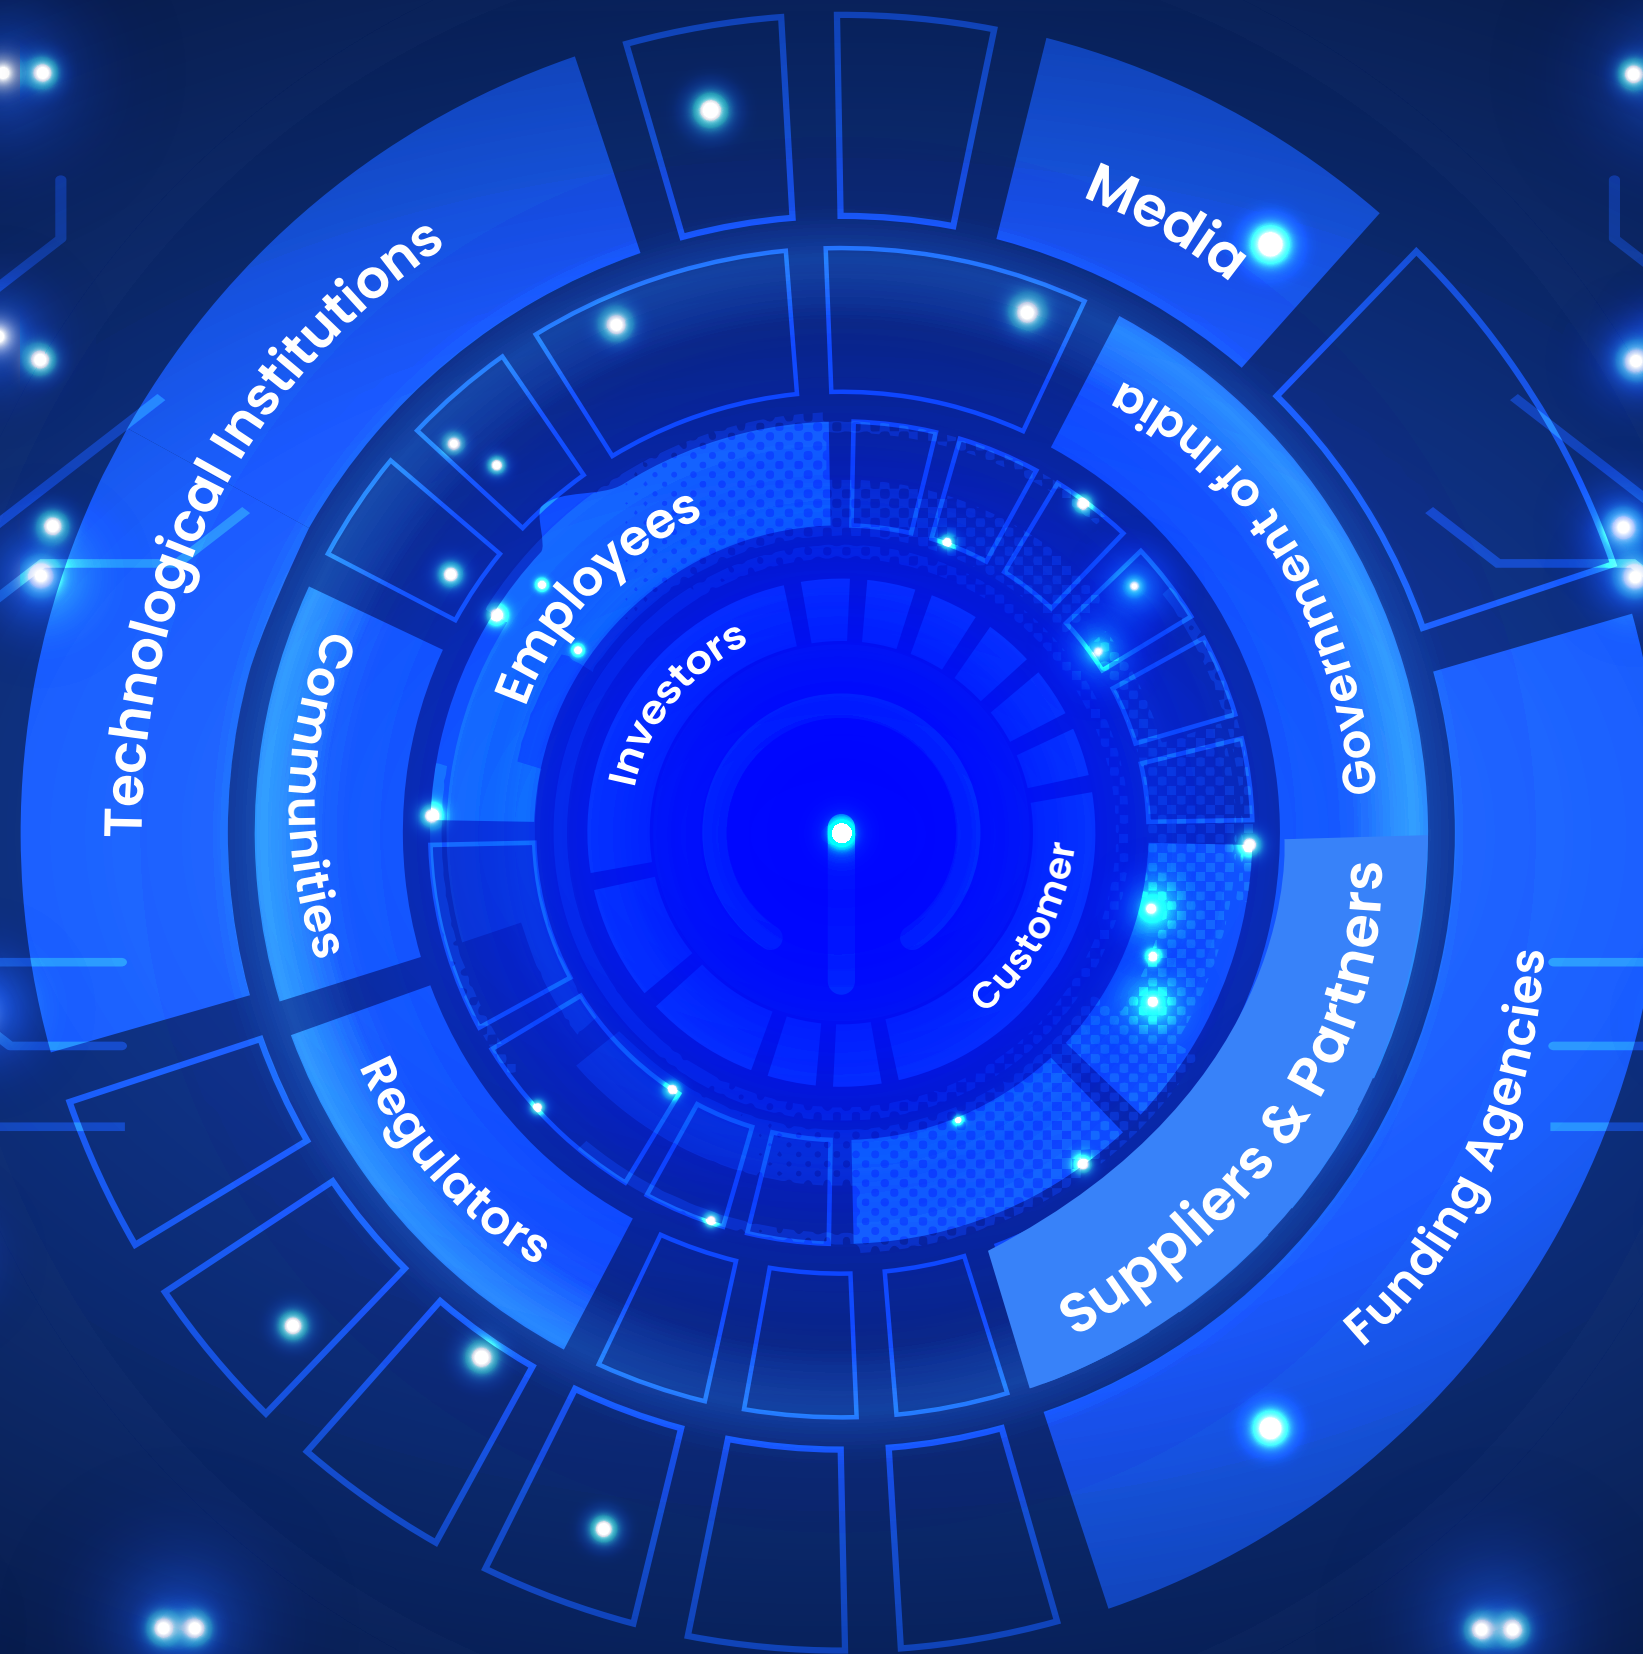 Technological Institutions
Media
Government of India
Communities
Employees
Investors
Customer
Suppliers & Partners
Funding Agencies
Regulators